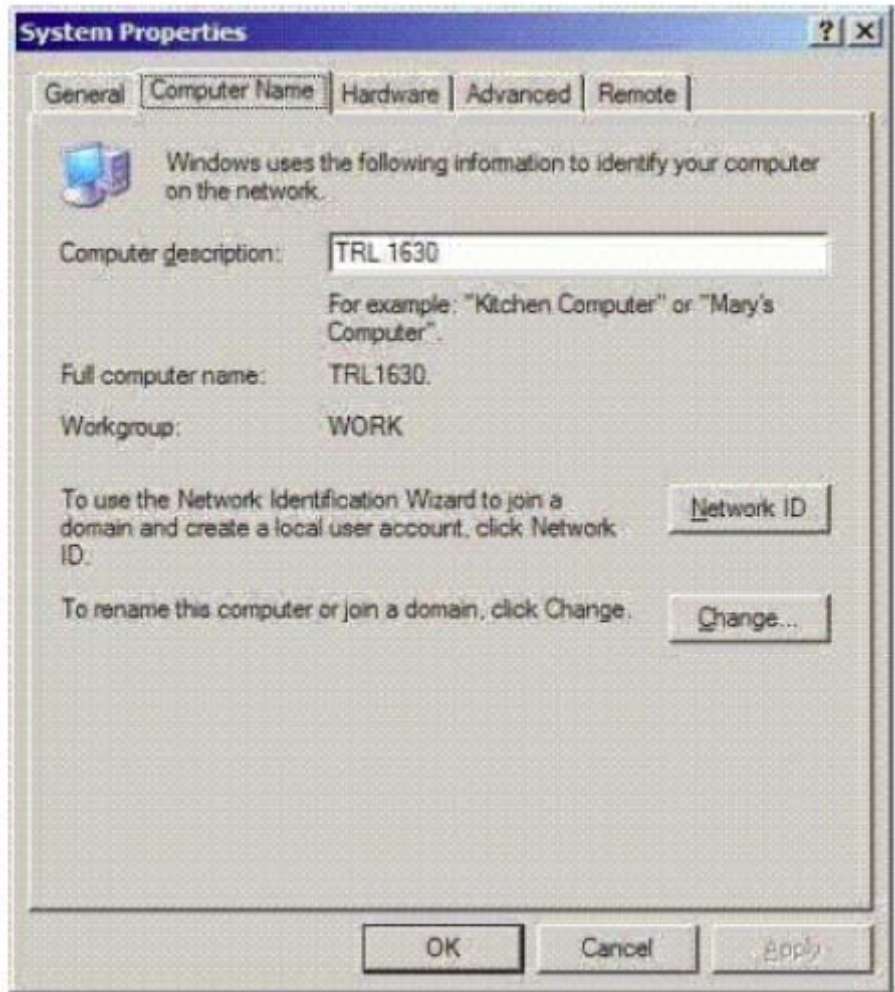 System Properties
? X
General Computer Name Hardware Advanced Remote
Windows uses the following information to identify your computer
on the network.
Computer description: TRL 1630
For example: "Kitchen Computer" or "Mary's
Computer".
Full computer name: TRL1630.
Workgroup: WORK
To use the Network Identification Wizard to join a
domain and create a local user account, click Network
ID.
Network ID
To rename this computer or join a domain, click Change.
Change...
OK Cancel Apply